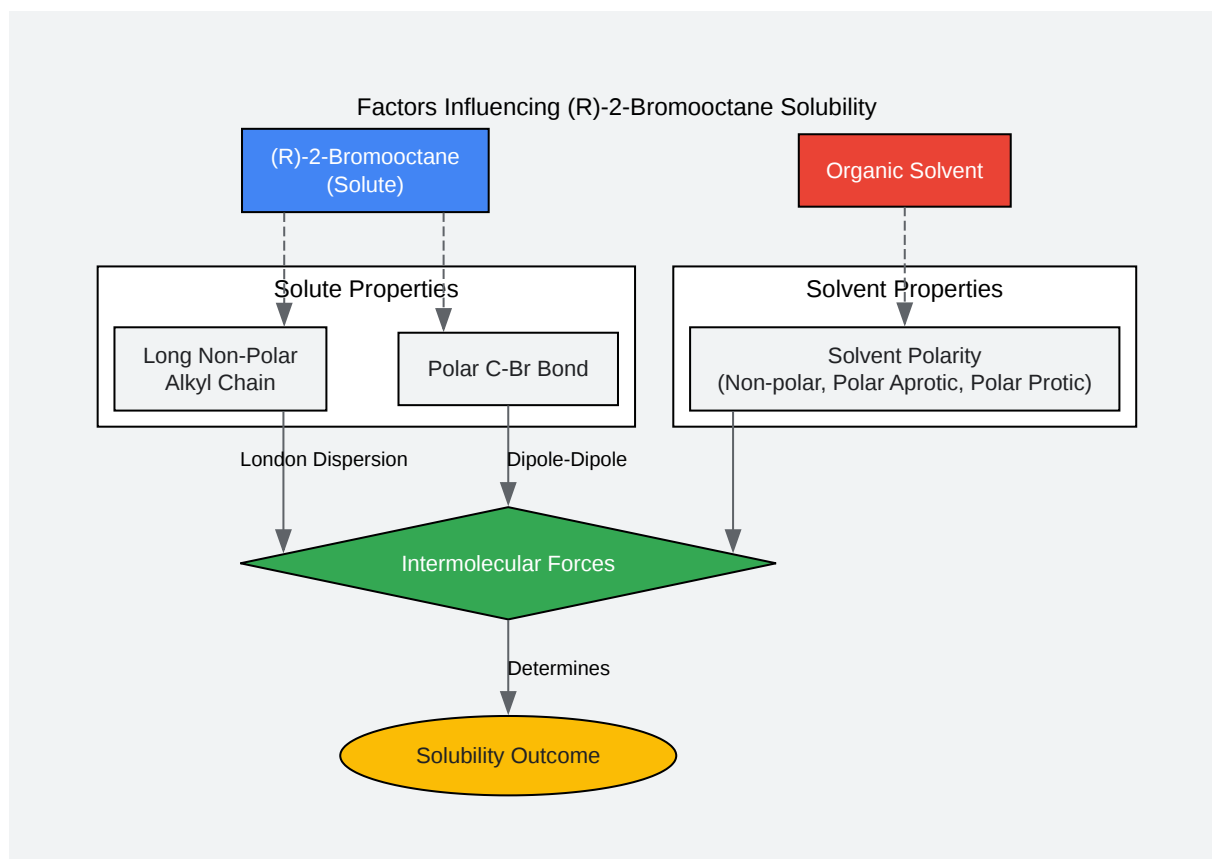 Factors Influencing (R)-2-Bromooctane Solubility
(R)-2-Bromooctane
(Solute)
Organic Solvent
Solute Properties
Solvent Properties
Long Non-Polar
Alkyl Chain
Polar C-Br Bond
Solvent Polarity
(Non-polar, Polar Aprotic, Polar Protic)
London Dispersion
Dipole-Dipole
Intermolecular Forces
Determines
Solubility Outcome